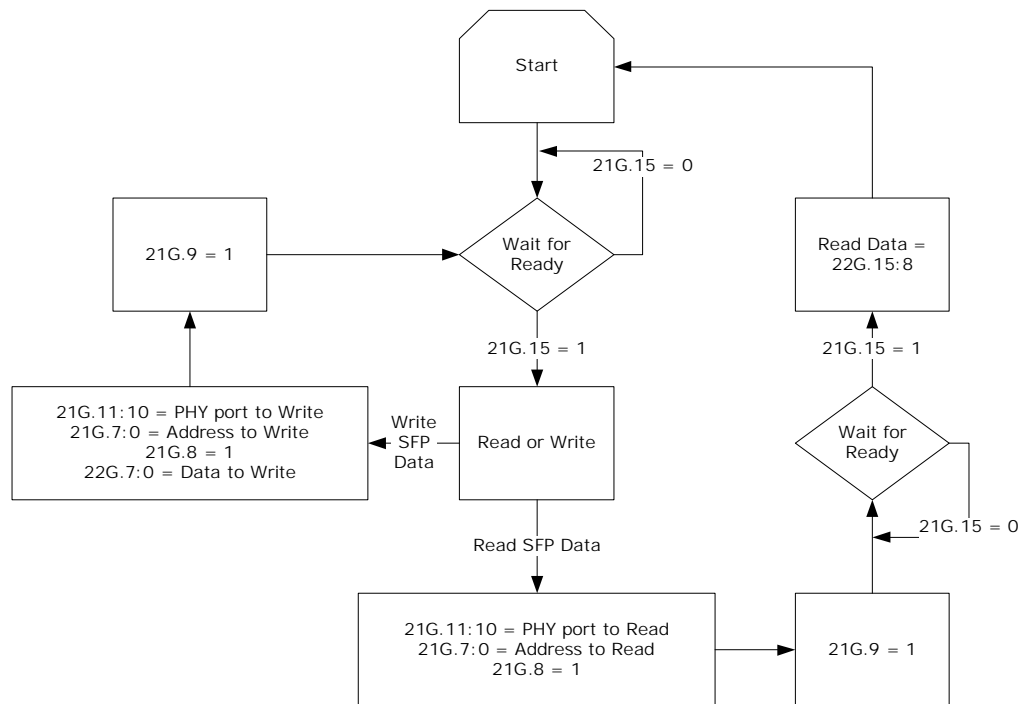 Start
21G.15 = 0
Wait for
Ready
21G.9 = 1
Read Data =
22G.15:8
21G.15 = 1
21G.15 = 1
21G.11:10 = PHY port to Write
21G.7:0 = Address to Write
21G.8 = 1
22G.7:0 = Data to Write
Write
SFP
Data
Read or Write
Wait for
Ready
21G.15 = 0
Read SFP Data
21G.11:10 = PHY port to Read
21G.7:0 = Address to Read
21G.8 = 1
21G.9 = 1